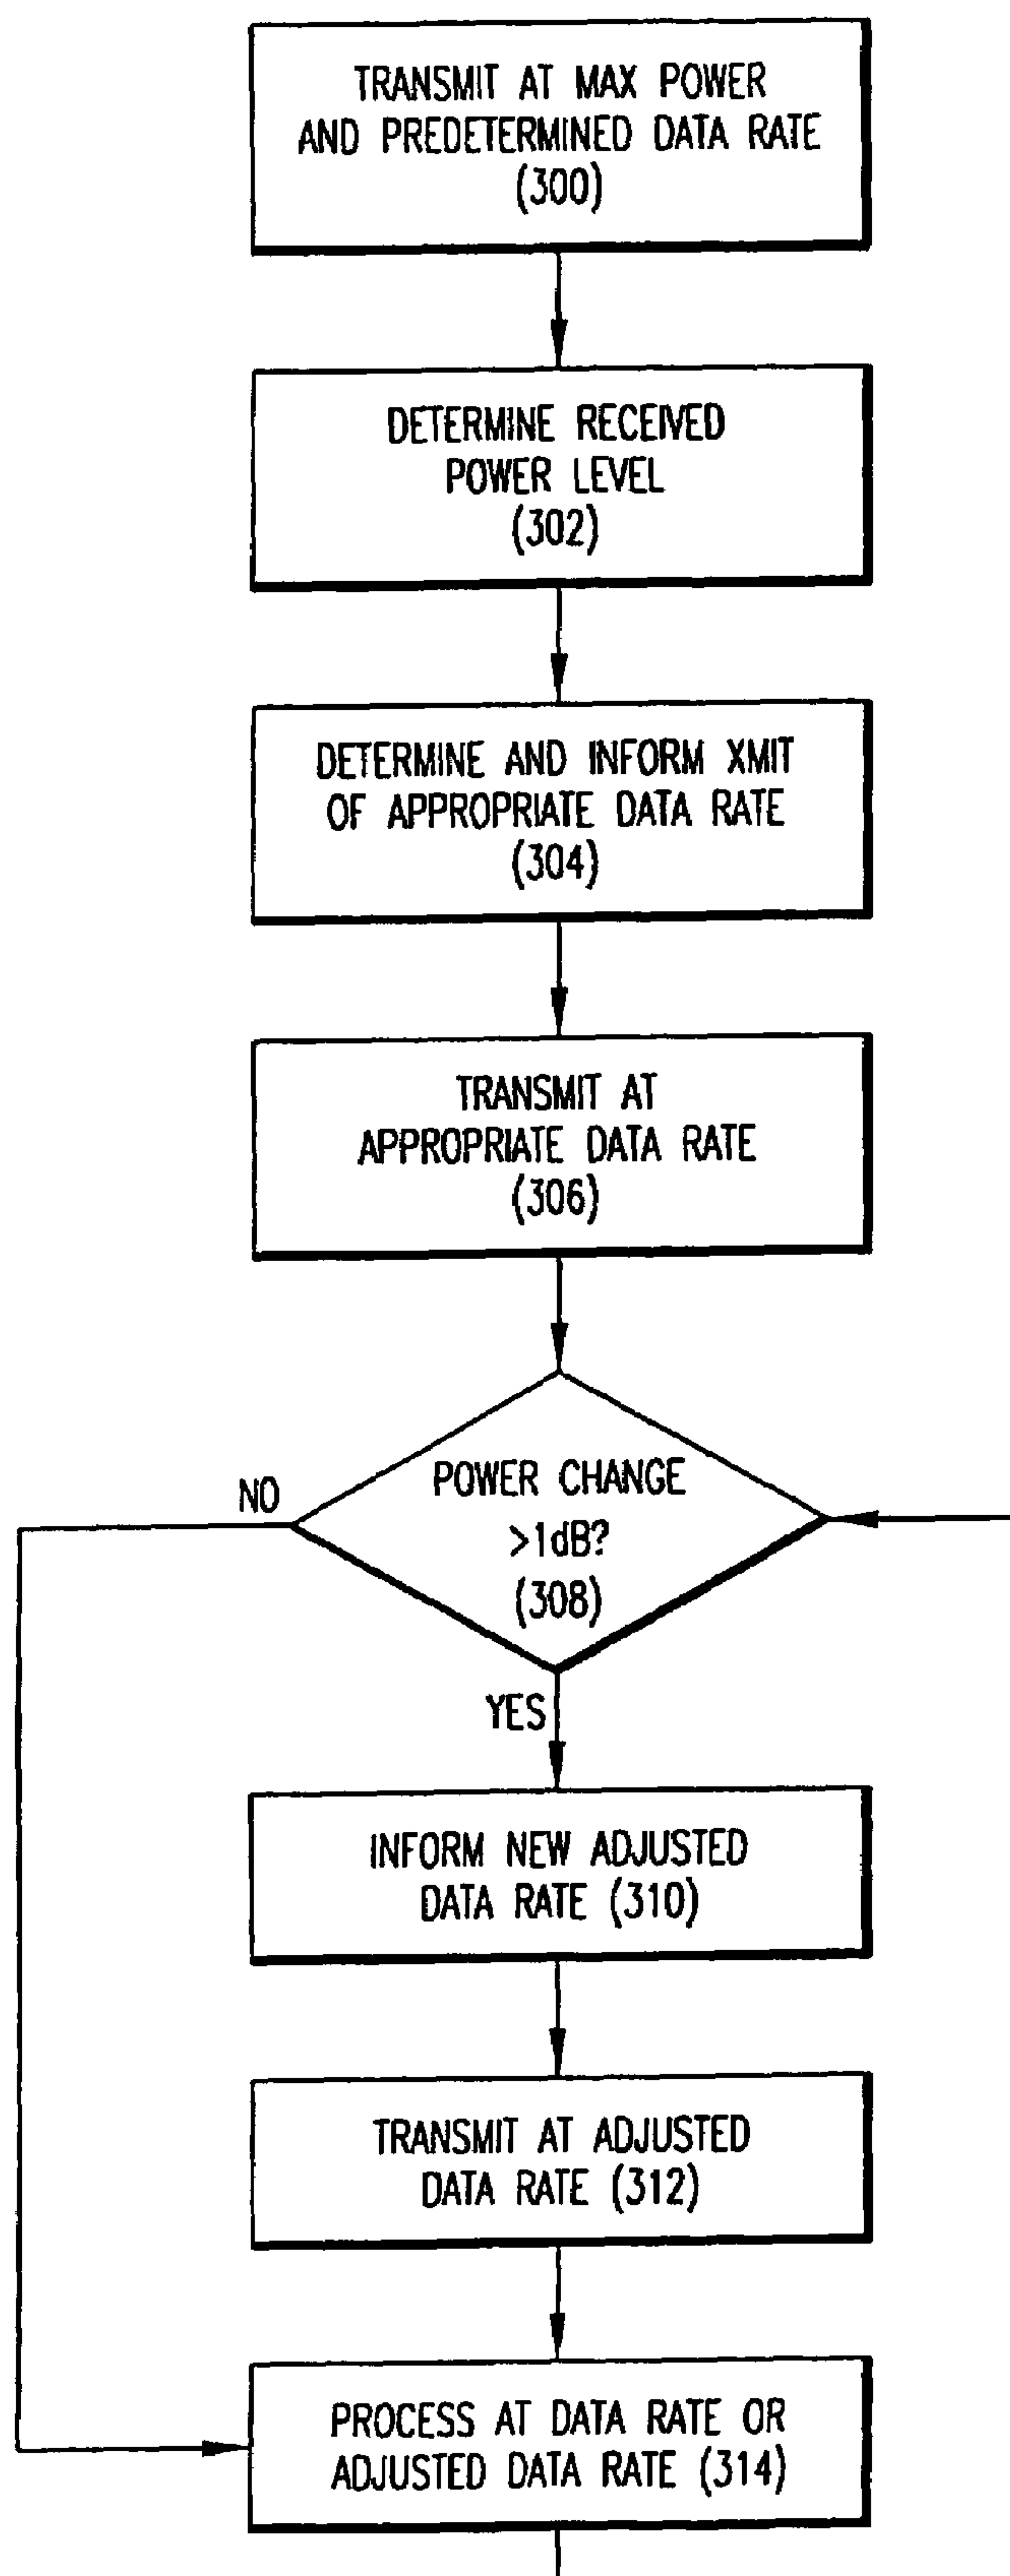 TRANSMIT AT MAX POWER
AND PREDETERMINED DATA RATE
(300)
DETERMINE RECEIVED
POWER LEVEL
(302)
DETERMINE AND INFORM XMIT
OF APPROPRIATE DATA RATE
(304)
TRANSMIT AT
APPROPRIATE DATA RATE
(306)
NO
POWER CHANGE
>1dB?
(308)
YES
INFORM NEW ADJUSTED
DATA RATE (310)
TRANSMIT AT ADJUSTED
DATA RATE (312)
PROCESS AT DATA RATE OR
ADJUSTED DATA RATE (314)